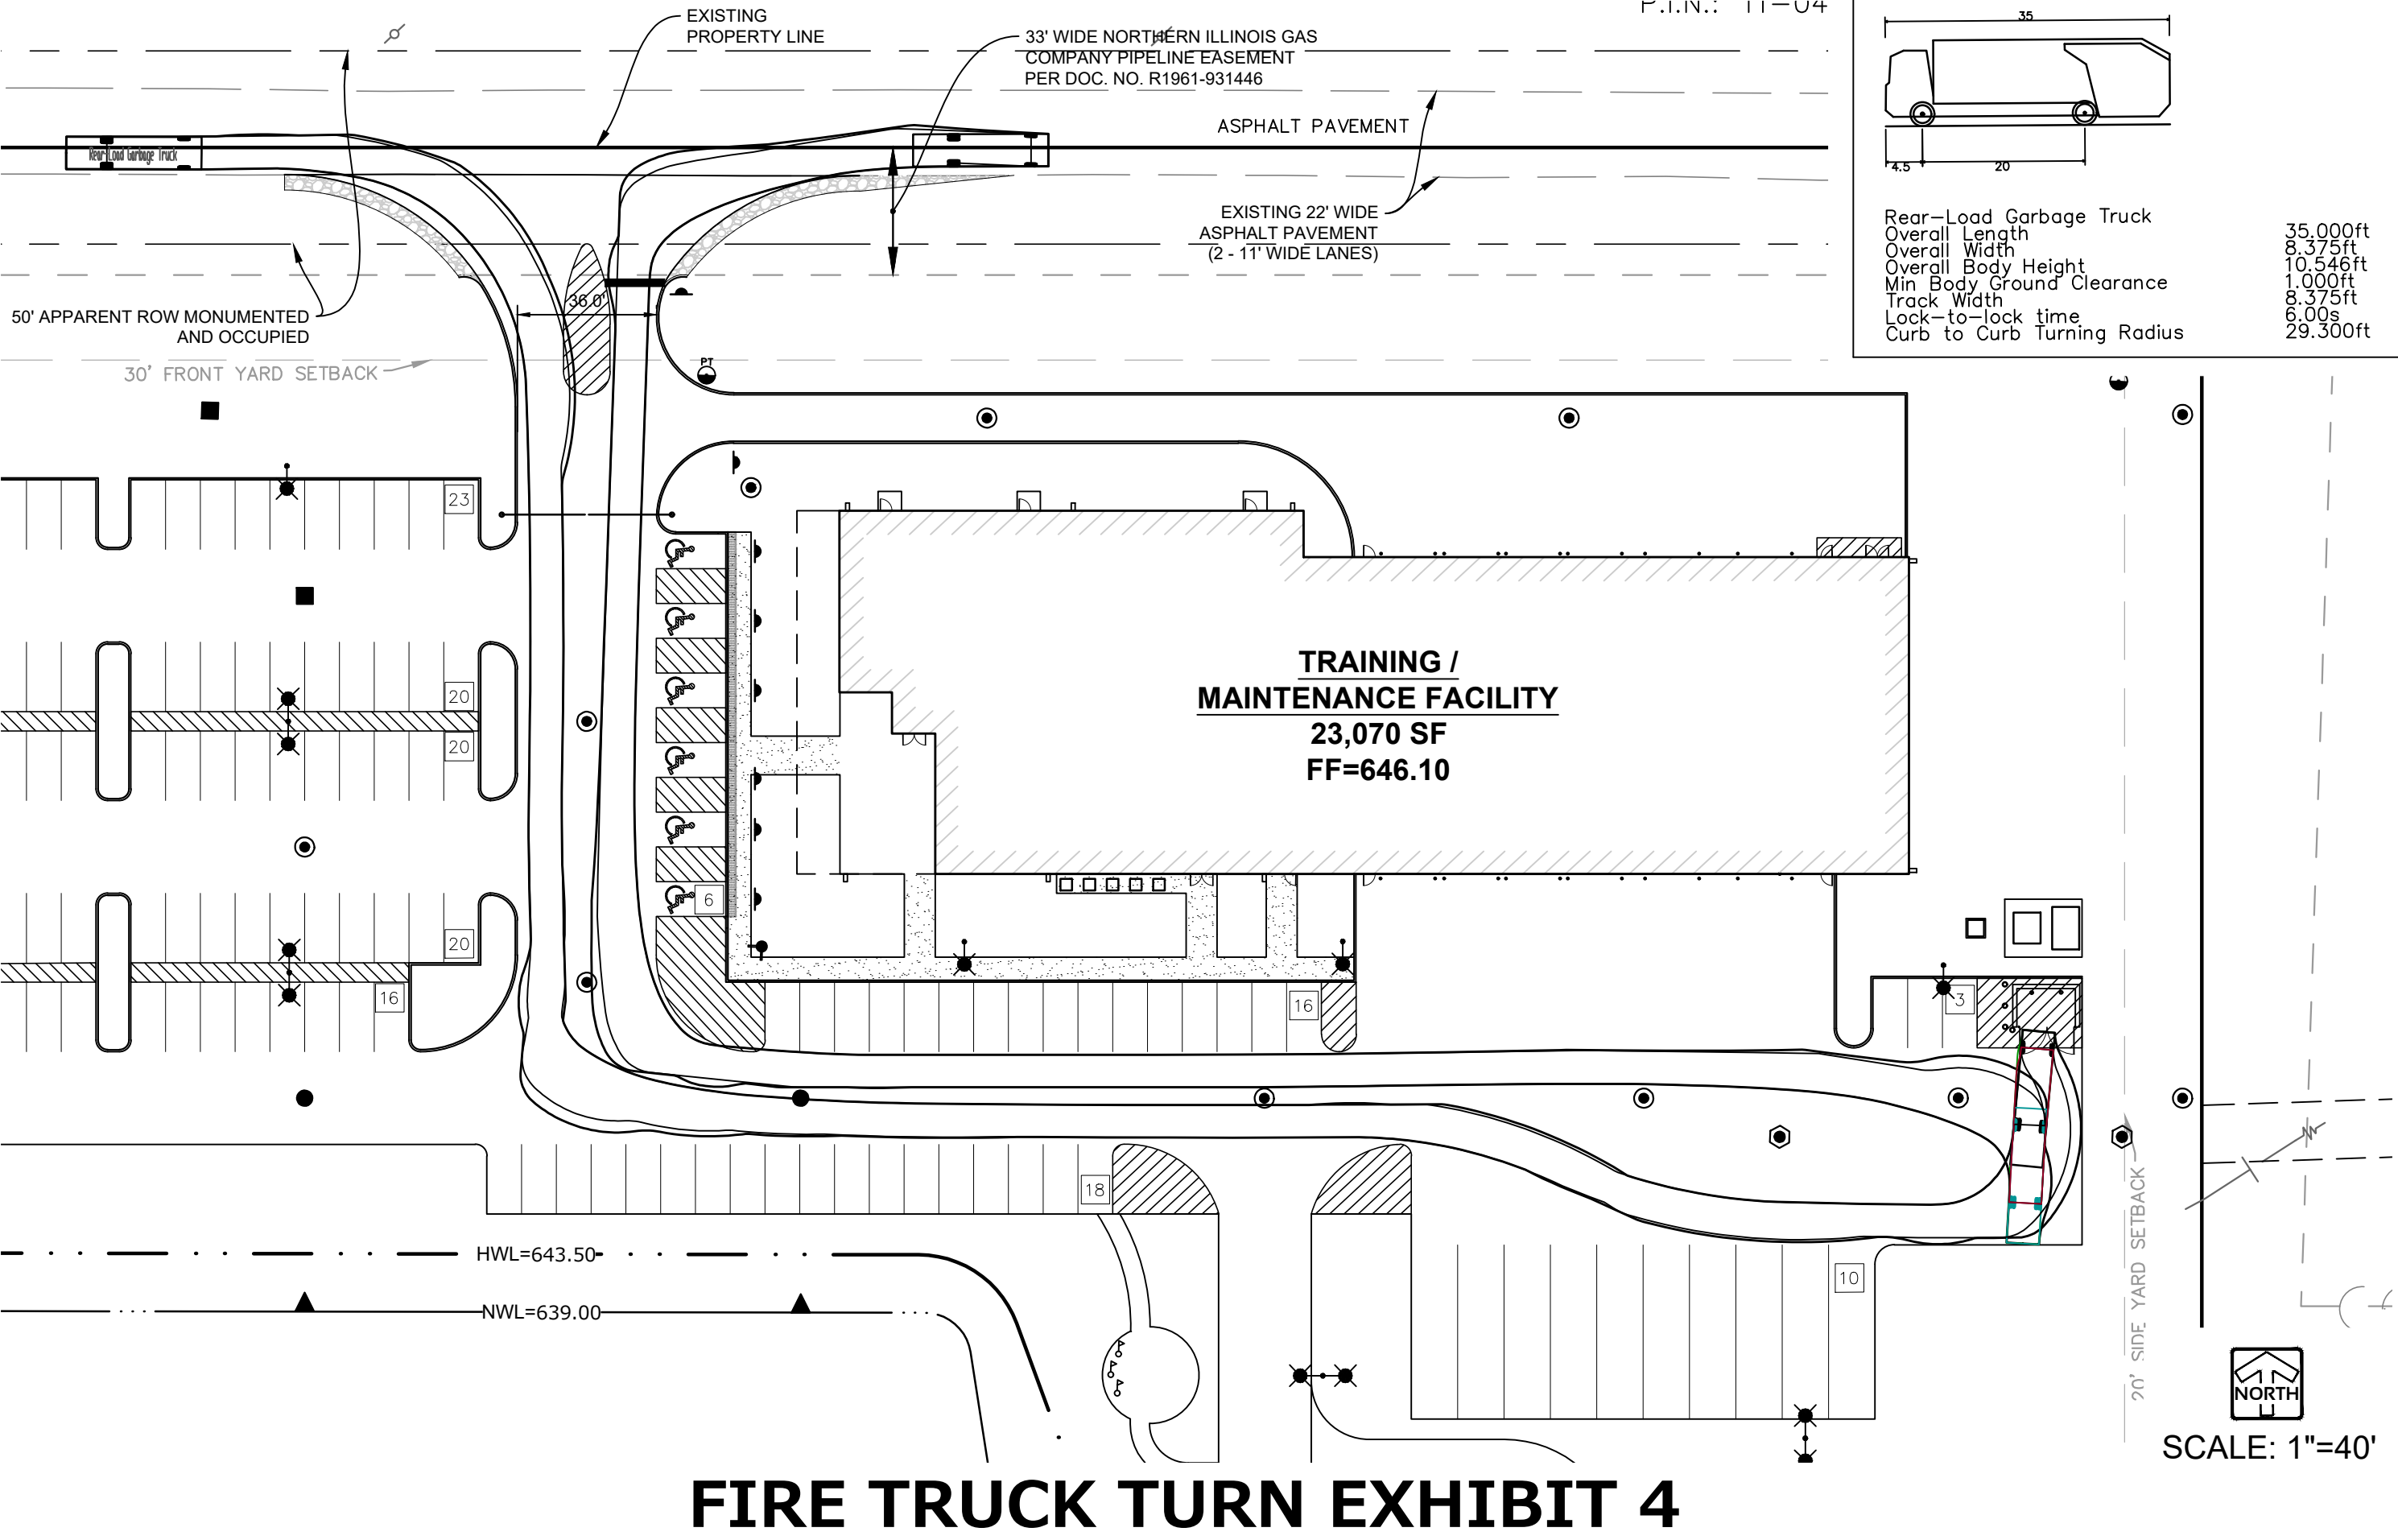 P.I.N.: 11-04
EXISTING
PROPERTY LINE
33' WIDE NORTHERN ILLINOIS GAS
COMPANY PIPELINE EASEMENT
PER DOC. NO. R1961-931446
ASPHALT PAVEMENT
Rear-Load Garbage Truck
EXISTING 22' WIDE
ASPHALT PAVEMENT
(2 - 11' WIDE LANES)
50' APPARENT ROW MONUMENTED
AND OCCUPIED
36.0'
30' FRONT YARD SETBACK
PT
35
4.5
20
Rear-Load Garbage Truck
Overall Length 35.000ft
Overall Width 8.375ft
Overall Body Height 10.546ft
Min Body Ground Clearance 1.000ft
Track Width 8.375ft
Lock-to-lock time 6.00s
Curb to Curb Turning Radius 29.300ft
23
20
20
20
16
6
TRAINING /
MAINTENANCE FACILITY
23,070 SF
FF=646.10
16
3
18
10
HWL=643.50
NWL=639.00
20' SIDE YARD SETBACK
N
NORTH
SCALE: 1"=40'
FIRE TRUCK TURN EXHIBIT 4